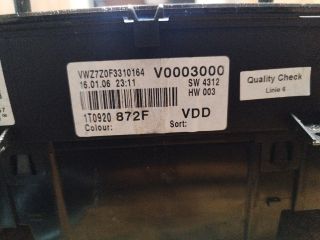 VWZ7Z0F3310164 V0003000
16.01.06 23:11 SW 4312
HW 003
1T0920 872F VDD
Colour: Sort:
Quality Check
Linie 6